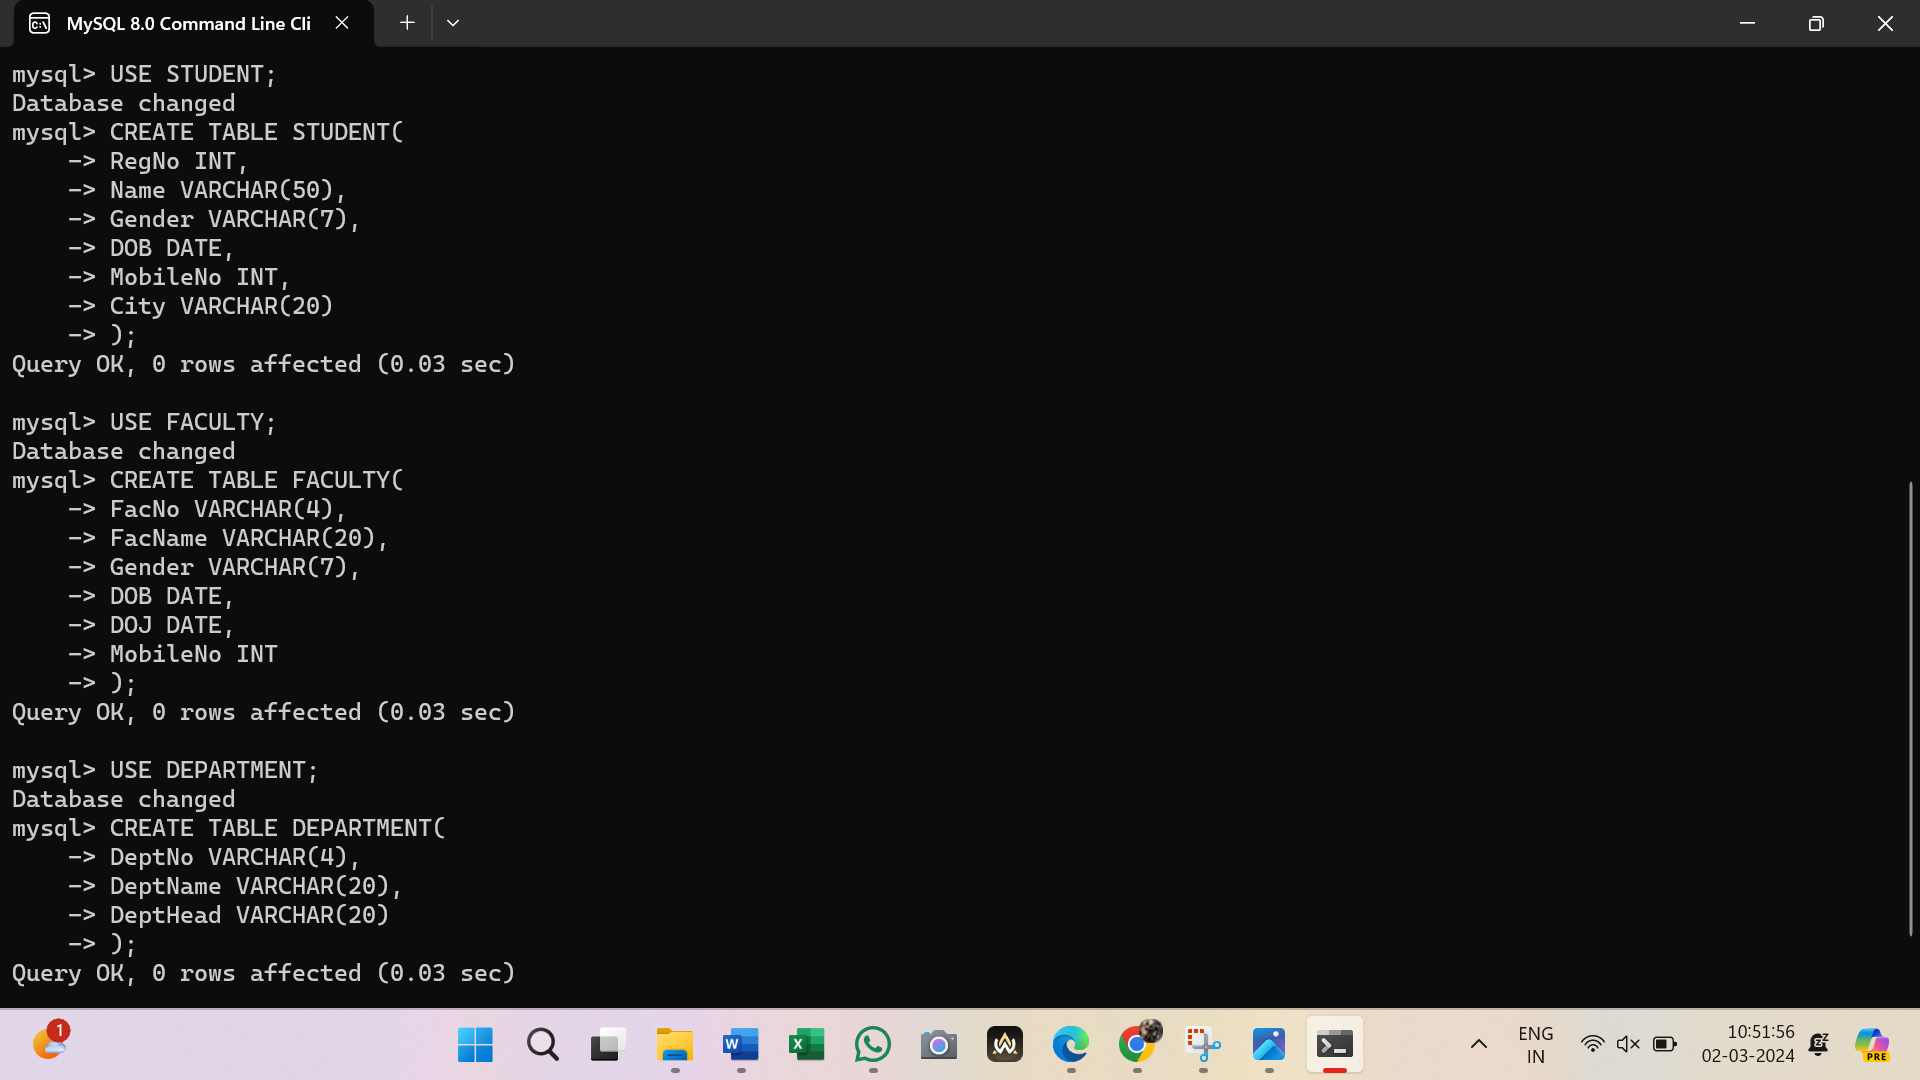 MySQL 8.0 Command Line Cli
mysql> USE STUDENT;
Database changed
mysql> CREATE TABLE STUDENT(
    -> RegNo INT,
    -> Name VARCHAR(50),
    -> Gender VARCHAR(7),
    -> DOB DATE,
    -> MobileNo INT,
    -> City VARCHAR(20)
    -> );
Query OK, 0 rows affected (0.03 sec)

mysql> USE FACULTY;
Database changed
mysql> CREATE TABLE FACULTY(
    -> FacNo VARCHAR(4),
    -> FacName VARCHAR(20),
    -> Gender VARCHAR(7),
    -> DOB DATE,
    -> DOJ DATE,
    -> MobileNo INT
    -> );
Query OK, 0 rows affected (0.03 sec)

mysql> USE DEPARTMENT;
Database changed
mysql> CREATE TABLE DEPARTMENT(
    -> DeptNo VARCHAR(4),
    -> DeptName VARCHAR(20),
    -> DeptHead VARCHAR(20)
    -> );
Query OK, 0 rows affected (0.03 sec)
1
W
X
ENG
IN
10:51:56
02-03-2024
PRE